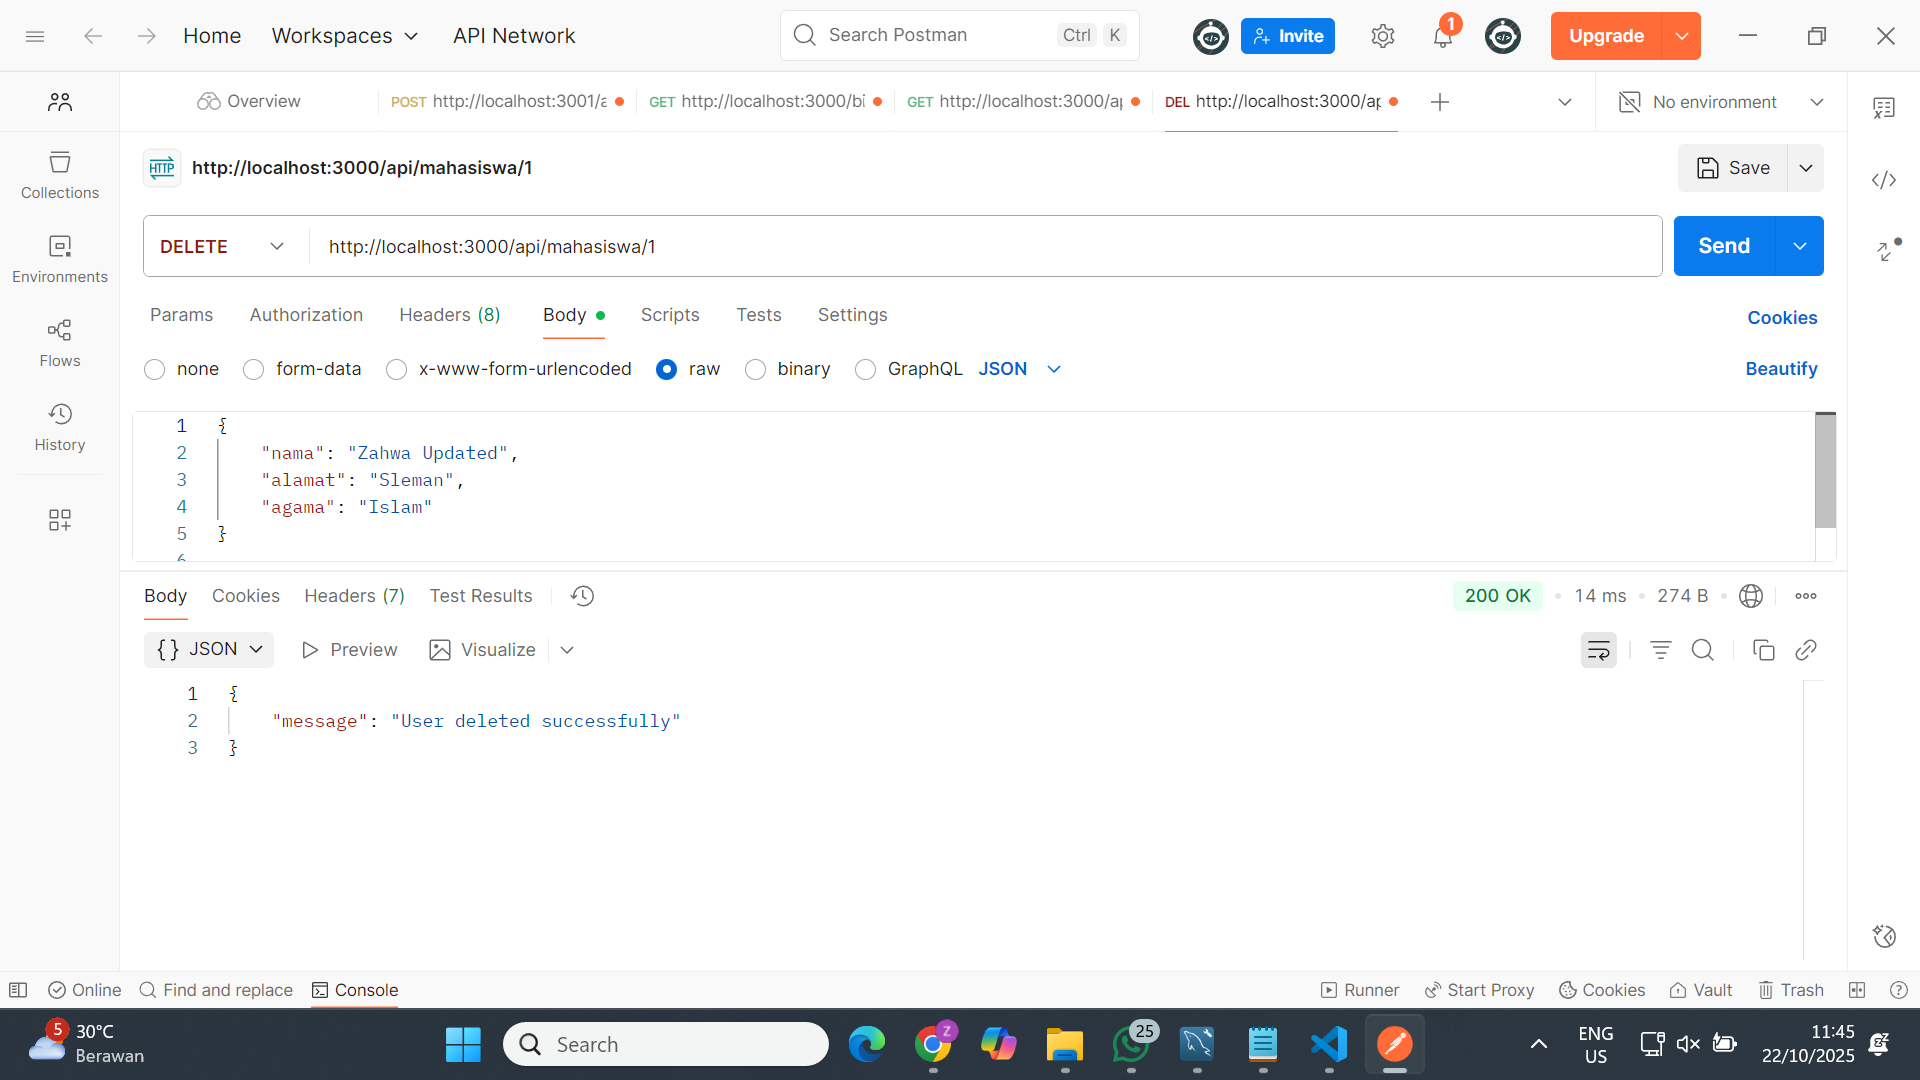 Home Workspaces API Network Search Postman Ctrl K Invite 1 Upgrade
Overview POST http://localhost:3001/a GET http://localhost:3000/bi GET http://localhost:3000/ap DEL http://localhost:3000/ap No environment
HTTP http://localhost:3000/api/mahasiswa/1 Save
DELETE http://localhost:3000/api/mahasiswa/1 Send
Collections
Environments
Flows
History
Params Authorization Headers (8) Body Scripts Tests Settings Cookies
none form-data x-www-form-urlencoded raw binary GraphQL JSON Beautify
1 {
2 "nama": "Zahwa Updated",
3 "alamat": "Sleman",
4 "agama": "Islam"
5 }
6
Body Cookies Headers (7) Test Results 200 OK • 14 ms • 274 B •
{} JSON Preview Visualize
1 {
2 "message": "User deleted successfully"
3 }
Online Find and replace Console Runner Start Proxy Cookies Vault Trash
5 30°C
Berawan
Search
Z
25
ENG
US
11:45
22/10/2025